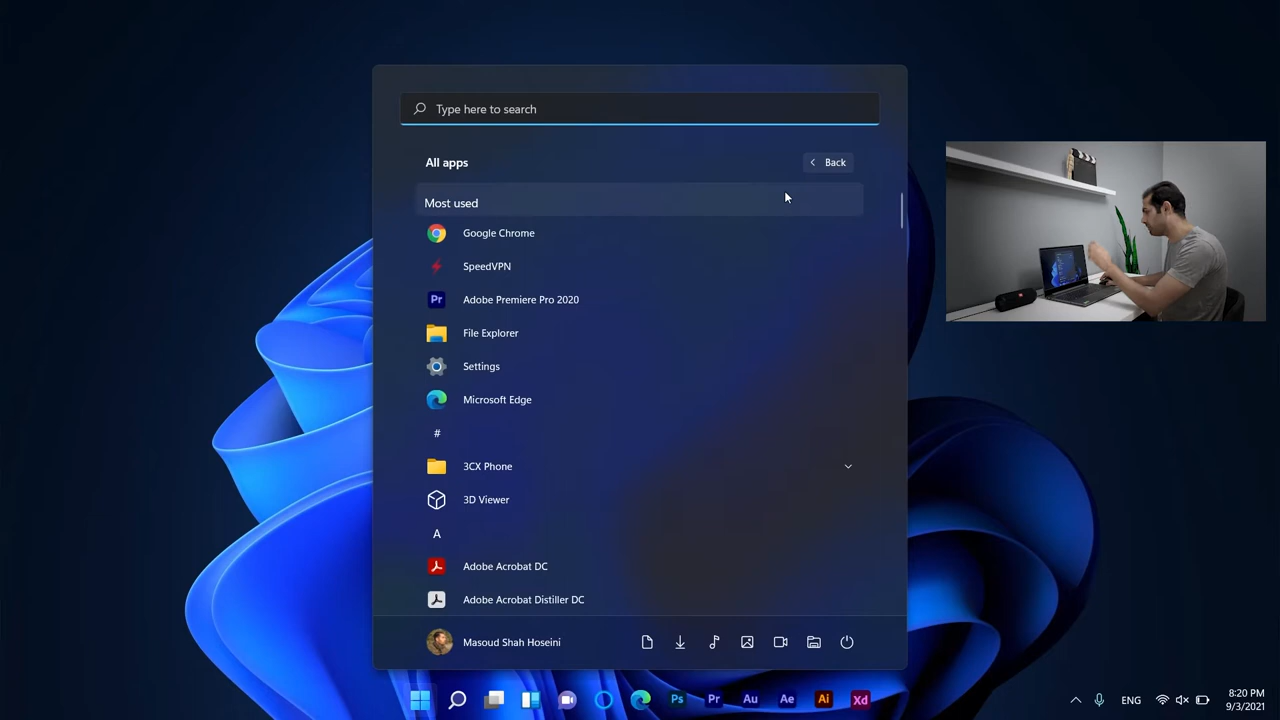 Type here to search
All apps
Back
Most used
Google Chrome
SpeedVPN
Pr
Adobe Premiere Pro 2020
File Explorer
Settings
Microsoft Edge
#
3CX Phone
3D Viewer
A
Adobe Acrobat DC
Adobe Acrobat Distiller DC
Masoud Shah Hoseini
Ps Pr Au Ae Ai Xd
ENG
8:20 PM
9/3/2021